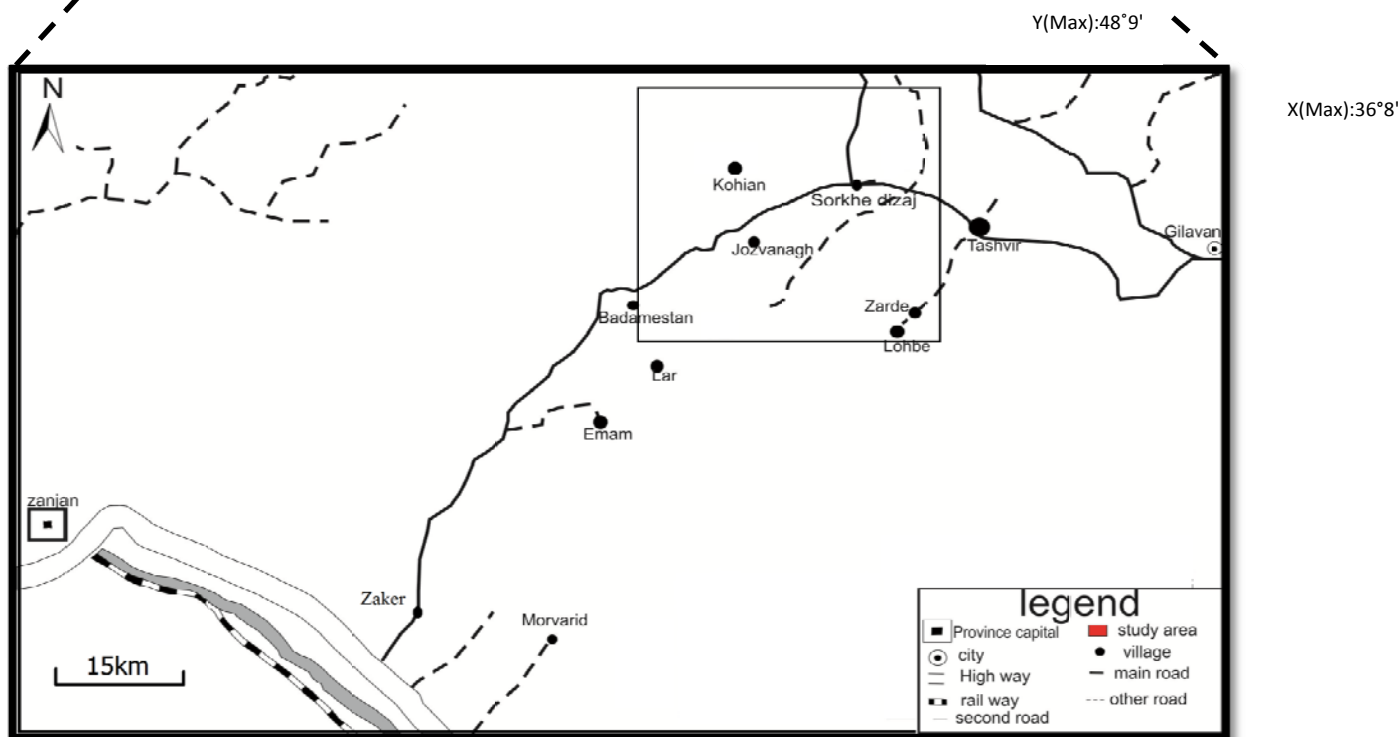 Y(Max):48°9'
X(Max):36°8'
N
Kohian
Sorkhe dizaj
Gilavan
Jozvanagh
Tashvir
Badamestan
Zarde
Lohbe
Lar
Emam
zanjan
Zaker
Morvarid
15km
legend
Province capital
study area
city
village
High way
main road
rail way
other road
second road